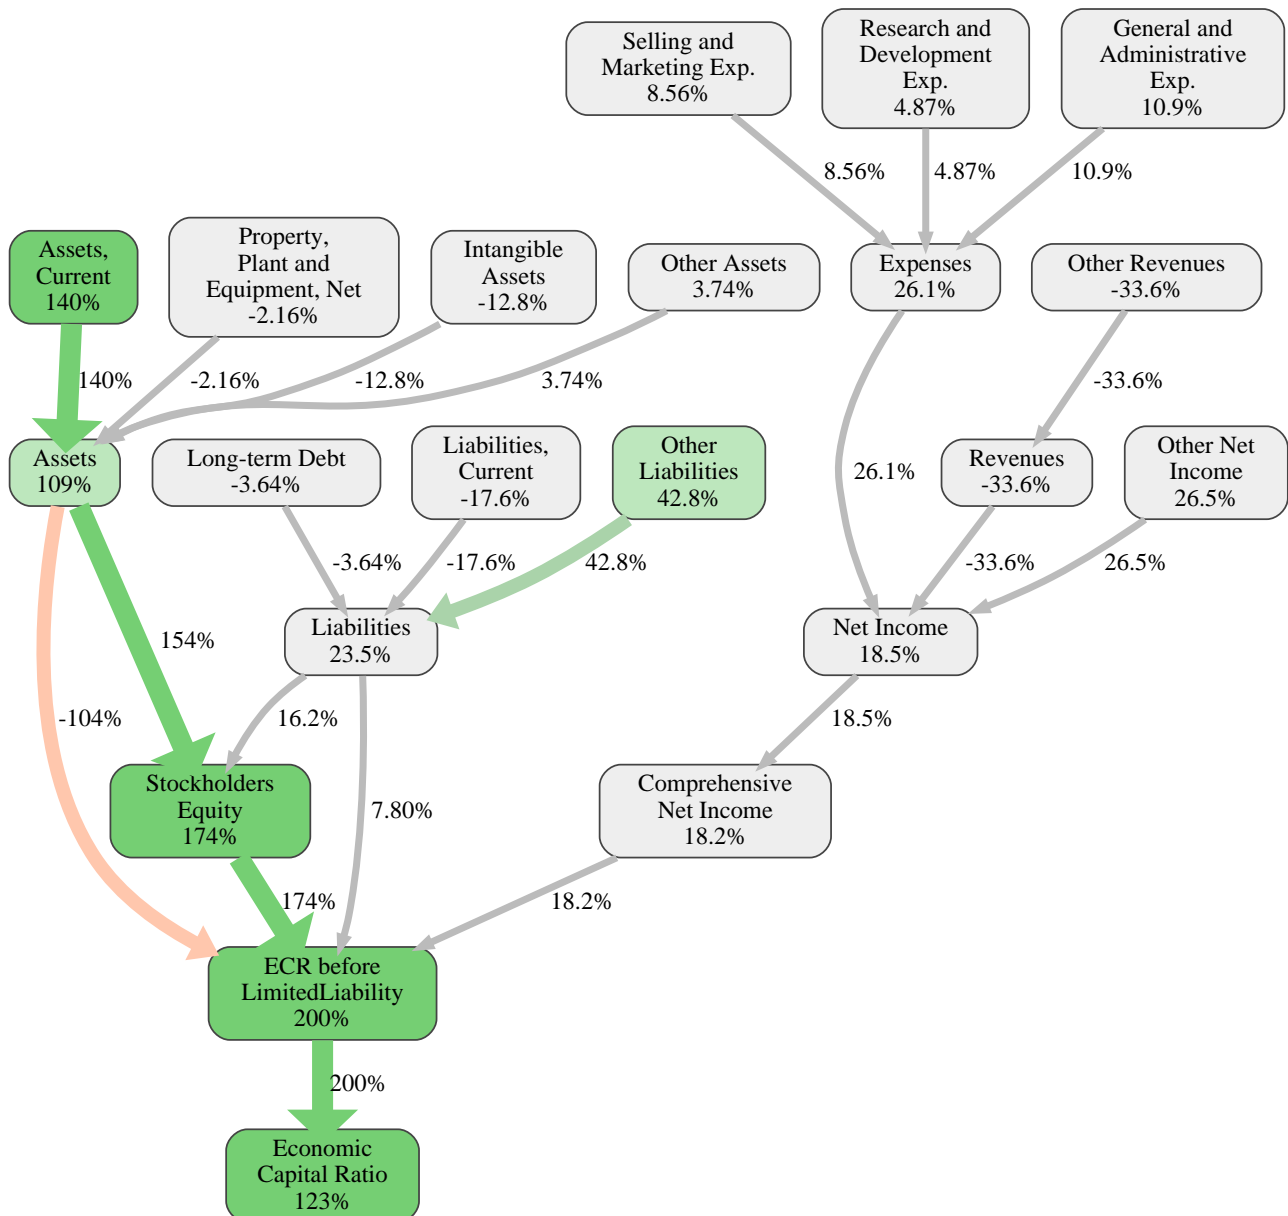 Selling and
Marketing Exp.
8.56%
Research and
Development
Exp.
4.87%
General and
Administrative
Exp.
10.9%
8.56%
4.87%
10.9%
Assets,
Current
140%
Property,
Plant and
Equipment, Net
-2.16%
Intangible
Assets
-12.8%
Other Assets
3.74%
Expenses
26.1%
Other Revenues
-33.6%
140%
-2.16%
-12.8%
3.74%
-33.6%
Assets
109%
Long-term Debt
-3.64%
Liabilities,
Current
-17.6%
Other
Liabilities
42.8%
26.1%
Revenues
-33.6%
Other Net
Income
26.5%
-3.64%
-17.6%
42.8%
-33.6%
26.5%
154%
Liabilities
23.5%
Net Income
18.5%
-104%
16.2%
18.5%
Stockholders
Equity
174%
7.80%
Comprehensive
Net Income
18.2%
174%
18.2%
ECR before
LimitedLiability
200%
200%
Economic
Capital Ratio
123%